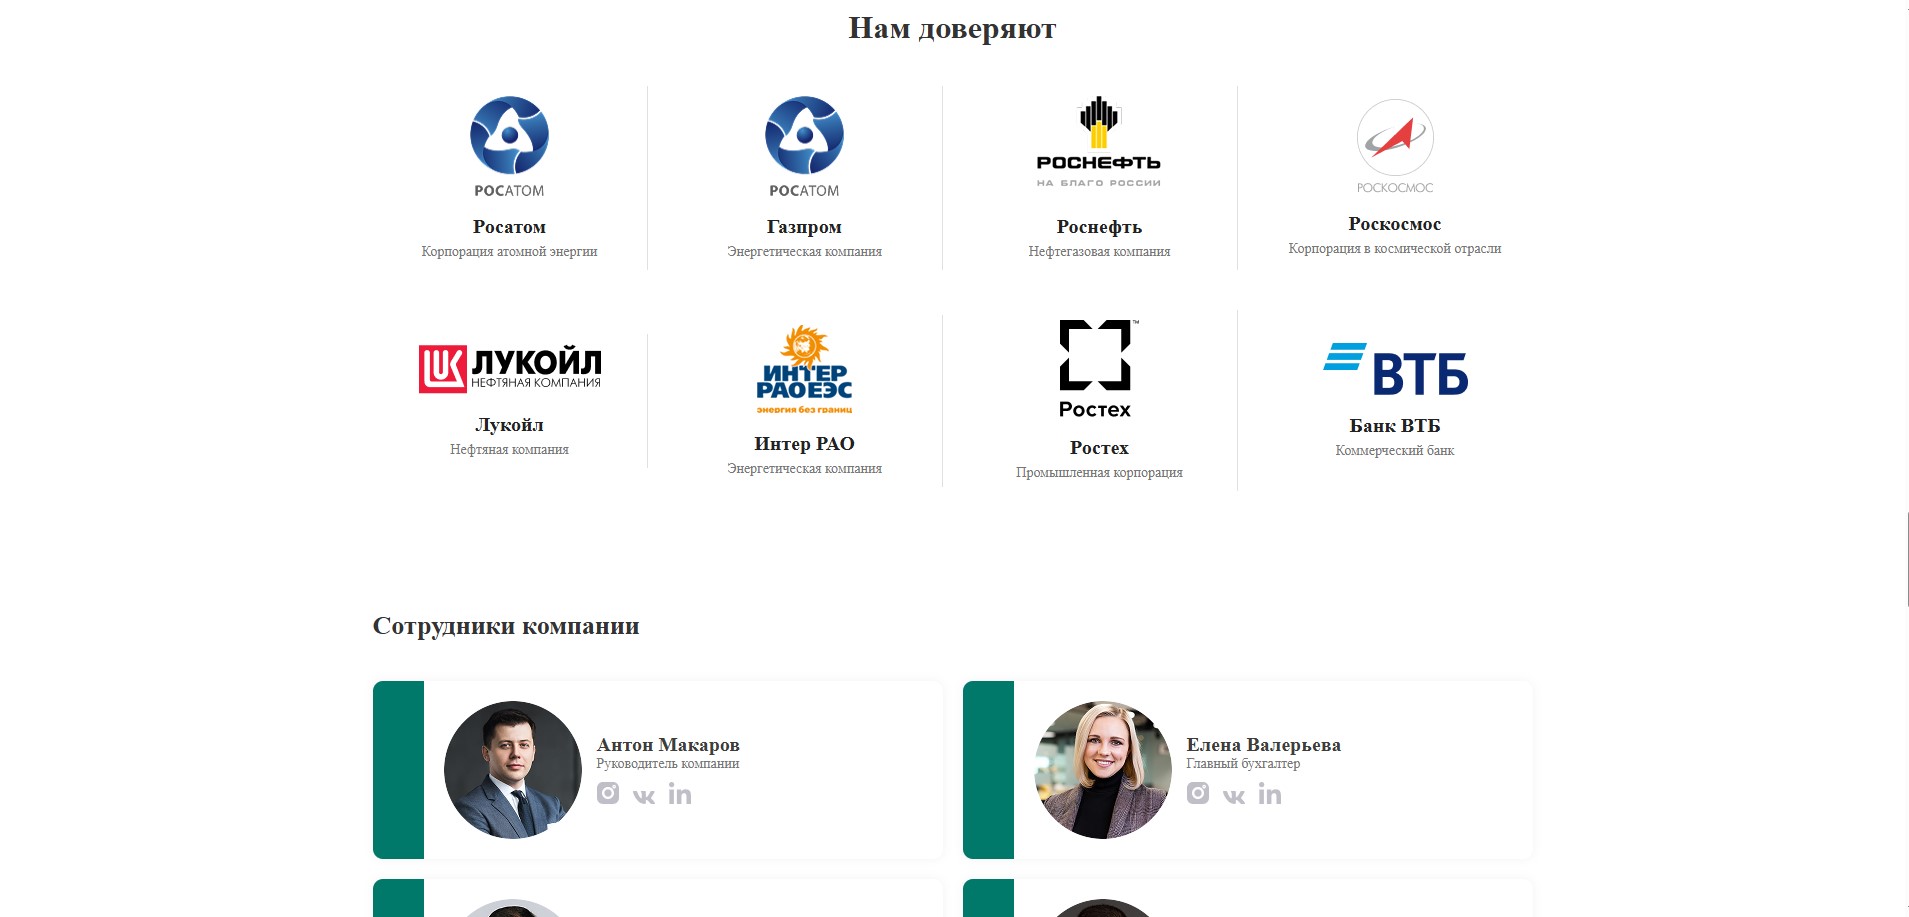 Нам доверяют
РОСАТОМ
Росатом
Корпорация атомной энергии
РОСАТОМ
Газпром
Энергетическая компания
РОСНЕФТЬ
НА БЛАГО РОССИИ
Роснефть
Нефтегазовая компания
РОСКОСМОС
Роскосмос
Корпорация в космической отрасли
ЛУКОЙЛ
НЕФТЯНАЯ КОМПАНИЯ
Лукойл
Нефтяная компания
ИНТЕР
РАО ЕЭС
энергия без границ
Интер РАО
Энергетическая компания
™
Ростех
Ростех
Промышленная корпорация
ВТБ
Банк ВТБ
Коммерческий банк
Сотрудники компании
Антон Макаров
Руководитель компании
Елена Валерьева
Главный бухгалтер